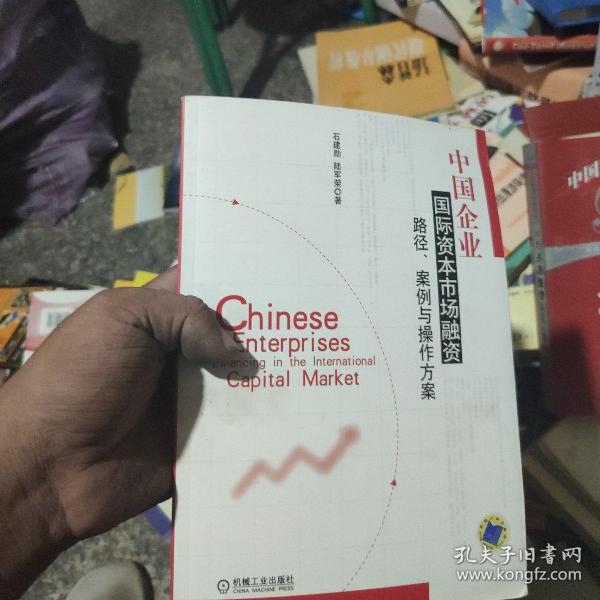 中国企业
国际资本市场融资
路径、案例与操作方案
石建勋 陆军荣◎著
Chinese
Enterprises
Financing in the International
Capital Market
机械工业出版社
CHINA MACHINE PRESS
中国
孔夫子旧书网
www.kongfz.com